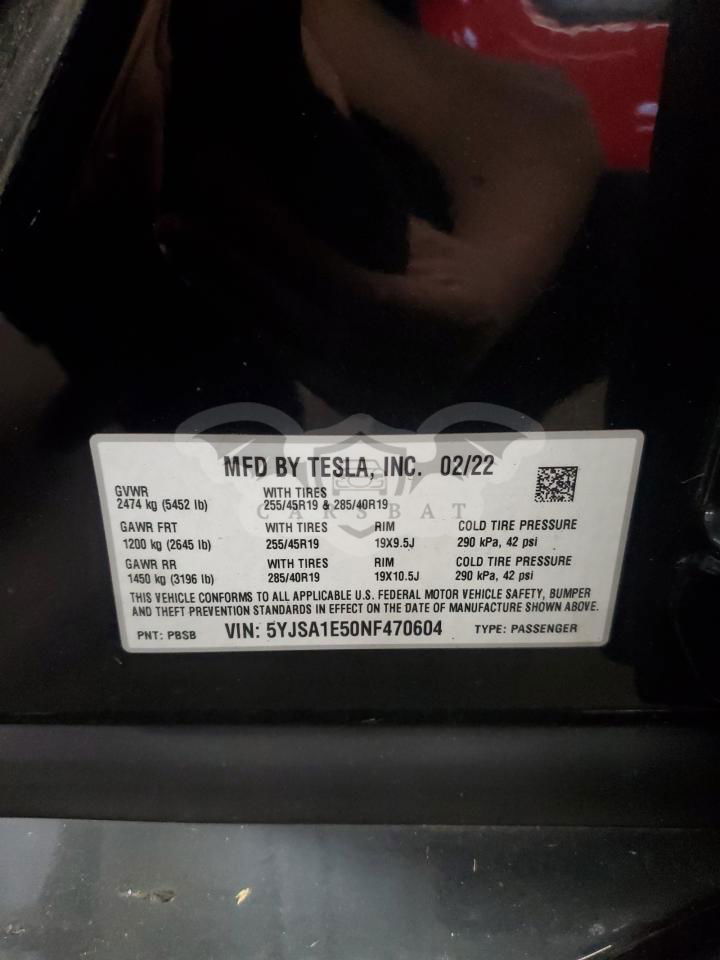 MFD BY TESLA, INC. 02/22
GVWR WITH TIRES
2474 kg (5452 lb) 255/45R19 & 285/40R19
CARSBAT
GAWR FRT WITH TIRES RIM COLD TIRE PRESSURE
1200 kg (2645 lb) 255/45R19 19X9.5J 290 kPa, 42 psi
GAWR RR WITH TIRES RIM COLD TIRE PRESSURE
1450 kg (3196 lb) 285/40R19 19X10.5J 290 kPa, 42 psi
THIS VEHICLE CONFORMS TO ALL APPLICABLE U.S. FEDERAL MOTOR VEHICLE SAFETY, BUMPER
AND THEFT PREVENTION STANDARDS IN EFFECT ON THE DATE OF MANUFACTURE SHOWN ABOVE.
PNT: PBSB VIN: 5YJSA1E50NF470604 TYPE: PASSENGER